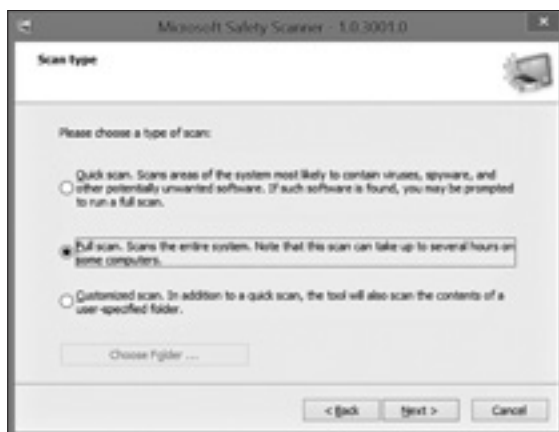 Microsoft Safety Scanner - 1.0.3001.0
Scan type
Please choose a type of scan:
Quick scan. Scans areas of the system most likely to contain viruses, spyware, and
other potentially unwanted software. If such software is found, you may be prompted
to run a full scan.
Full scan. Scans the entire system. Note that this scan can take up to several hours on
some computers.
Customized scan. In addition to a quick scan, the tool will also scan the contents of a
user-specified folder.
Choose Folder ...
< Back
Next >
Cancel